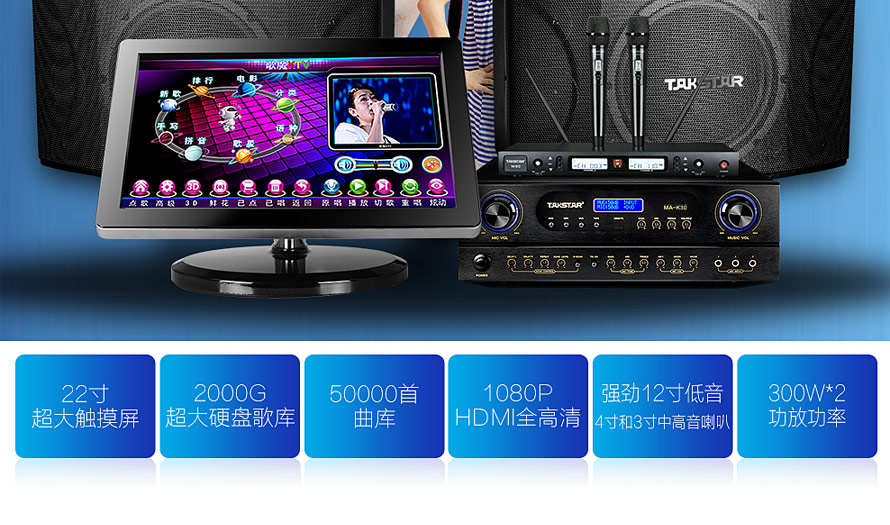 歌宴KTV
排行
电影
新歌
分类
手写
语种
拼音
歌星
点歌 高级 3D 鲜花 已点 已唱 返回 原唱 播放 切歌 重唱 炫动
TAKSTAR
TAKSTAR
TAKSTAR
MA-K30
MIC VOL
MUSIC VOL
POWER
22寸
超大触摸屏
2000G
超大硬盘歌库
50000首
曲库
1080P
HDMI全高清
强劲12寸低音
4寸和3寸中高音喇叭
300W*2
功放功率